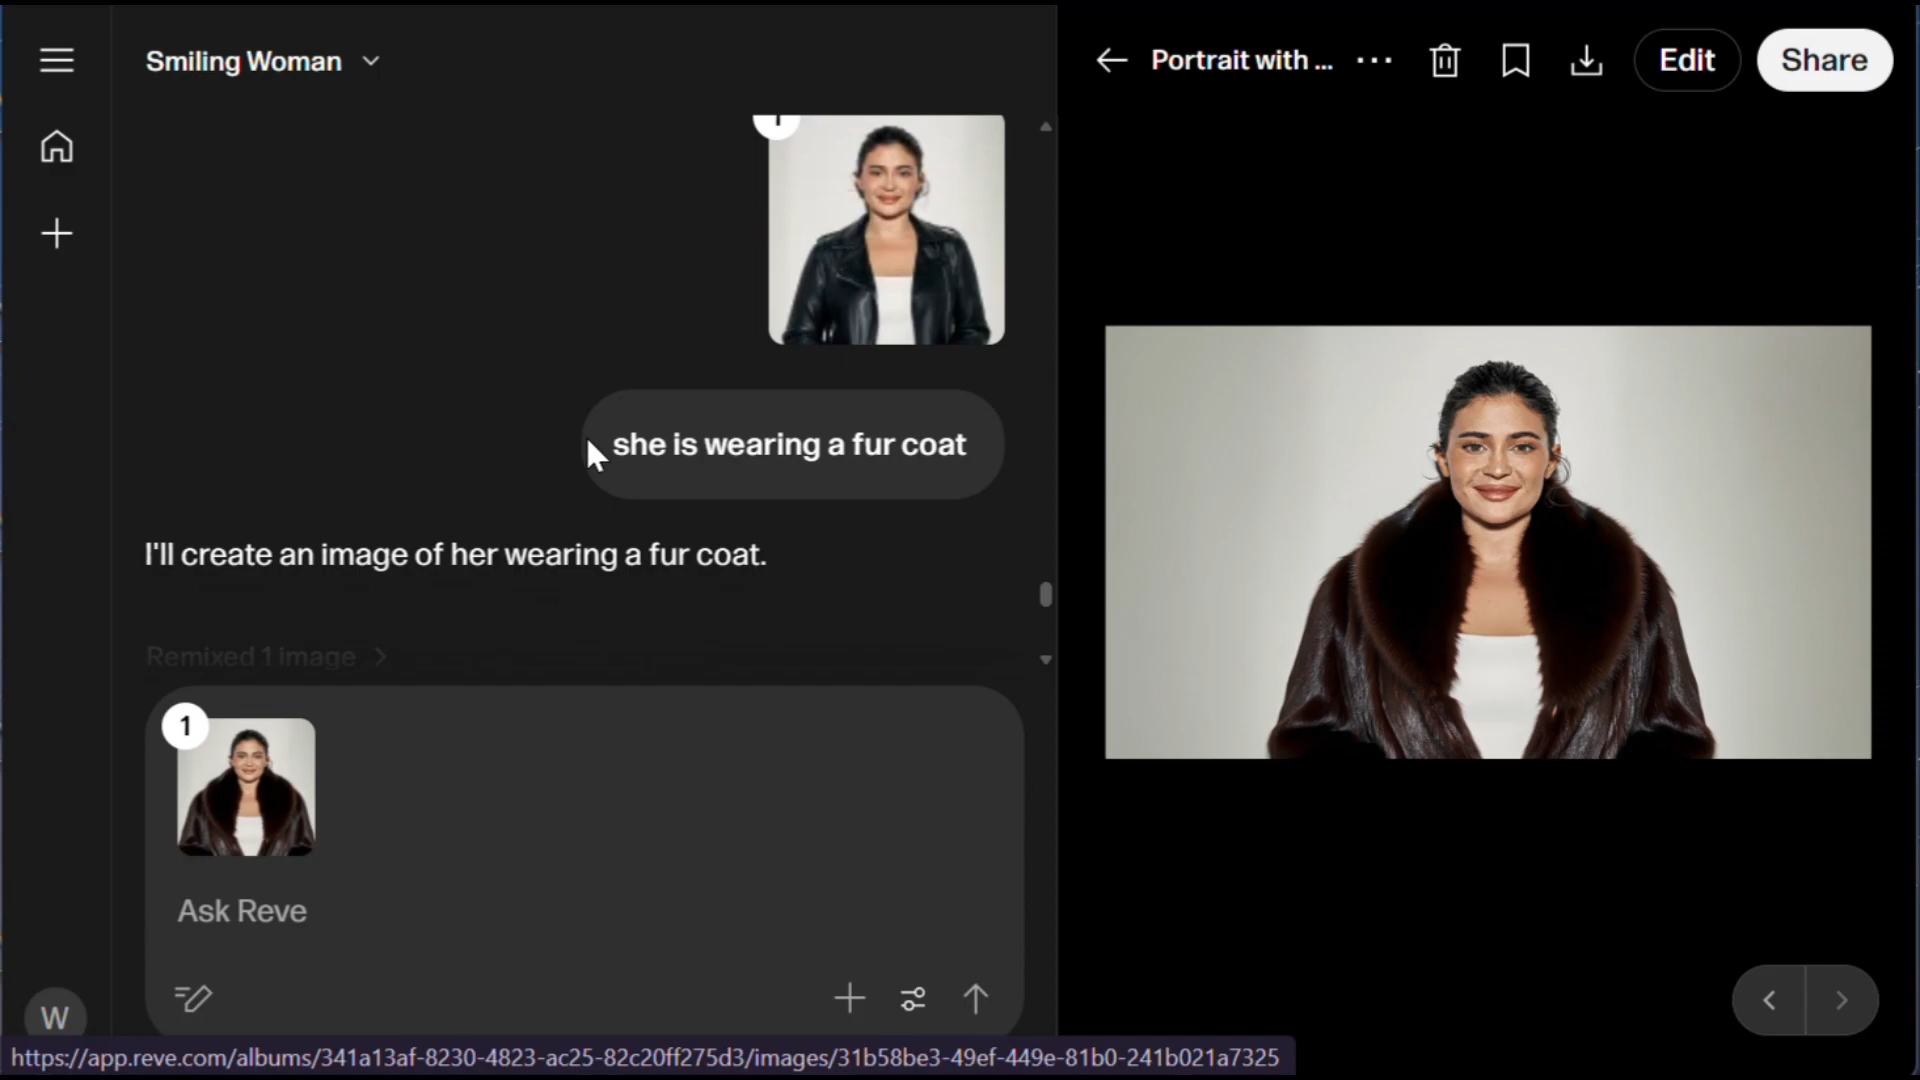 Smiling Woman
Portrait with ...
Edit
Share
1
she is wearing a fur coat
I'll create an image of her wearing a fur coat.
Remixed 1 image
1
Ask Reve
W
https://app.reve.com/albums/341a13af-8230-4823-ac25-82c20ff275d3/images/31b58be3-49ef-449e-81b0-241b021a7325